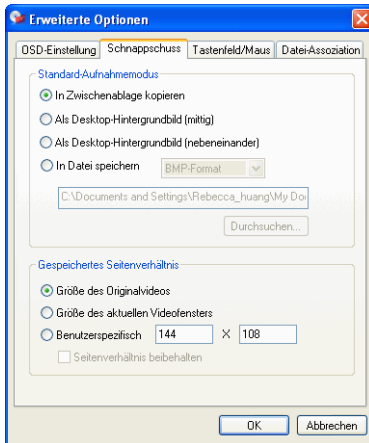 Erweiterte Optionen
OSD-Einstellung Schnappschuss Tastenfeld/Maus Datei-Assoziation
Standard-Aufnahmemodus
In Zwischenablage kopieren
Als Desktop-Hintergrundbild (mittig)
Als Desktop-Hintergrundbild (nebeneinander)
In Datei speichern BMP-Format
C:\Documents and Settings\Rebecca_huang\My Do
Durchsuchen...
Gespeichertes Seitenverhältnis
Größe des Originalvideos
Größe des aktuellen Videofensters
Benutzerspezifisch 144 X 108
Seitenverhältnis beibehalten
OK Abbrechen